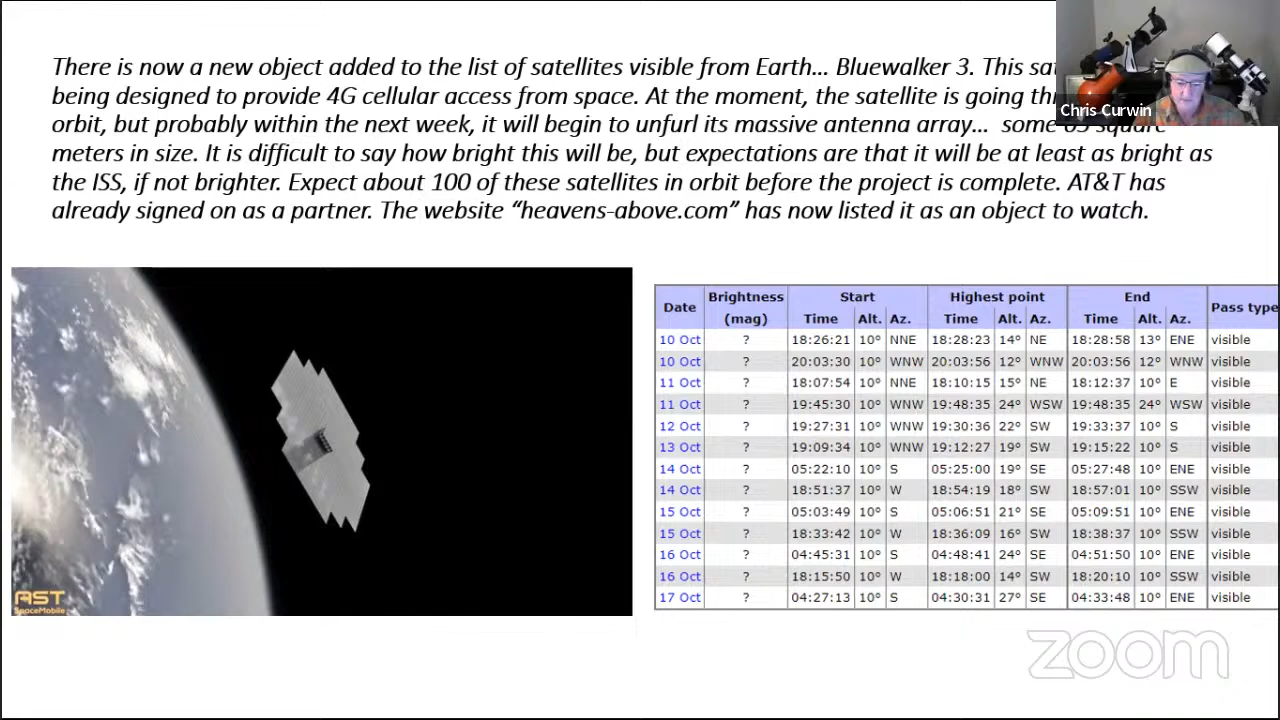 There is now a new object added to the list of satellites visible from Earth... Bluewalker 3. This
being designed to provide 4G cellular access from space. At the moment, the satellite is going
orbit, but probably within the next week, it will begin to unfurl its massive antenna array... some square
meters in size. It is difficult to say how bright this will be, but expectations are that it will be at least as bright as
the ISS, if not brighter. Expect about 100 of these satellites in orbit before the project is complete. AT&T has
already signed on as a partner. The website “heavens-above.com” has now listed it as an object to watch.
Chris Curwin
AST
SpaceMobile
Date Brightness (mag) Start Highest point End Pass type
Time Alt. Az. Time Alt. Az. Time Alt. Az.
10 Oct ? 18:26:21 10° NNE 18:28:23 14° NE 18:28:58 13° ENE visible
10 Oct ? 20:03:30 10° WNW 20:03:56 12° WNW 20:03:56 12° WNW visible
11 Oct ? 18:07:54 10° NNE 18:10:15 15° NE 18:12:37 10° E visible
11 Oct ? 19:45:30 10° WNW 19:48:35 24° WSW 19:48:35 24° WSW visible
12 Oct ? 19:27:31 10° WNW 19:30:36 22° SW 19:33:37 10° S visible
13 Oct ? 19:09:34 10° WNW 19:12:27 19° SW 19:15:22 10° S visible
14 Oct ? 05:22:10 10° S 05:25:00 19° SE 05:27:48 10° ENE visible
14 Oct ? 18:51:37 10° W 18:54:19 18° SW 18:57:01 10° SSW visible
15 Oct ? 05:03:49 10° S 05:06:51 21° SE 05:09:51 10° ENE visible
15 Oct ? 18:33:42 10° W 18:36:09 16° SW 18:38:37 10° SSW visible
16 Oct ? 04:45:31 10° S 04:48:41 24° SE 04:51:50 10° ENE visible
16 Oct ? 18:15:50 10° W 18:18:00 14° SW 18:20:10 10° SSW visible
17 Oct ? 04:27:13 10° S 04:30:31 27° SE 04:33:48 10° ENE visible
zoom